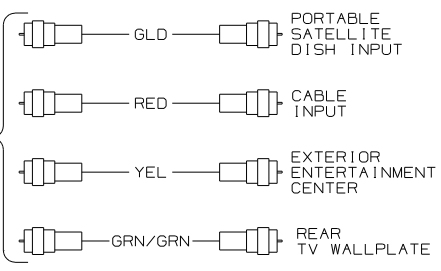 GLD
PORTABLE
SATELLITE
DISH INPUT
RED
CABLE
INPUT
YEL
EXTERIOR
ENTERTAINMENT
CENTER
GRN/GRN
REAR
TV WALLPLATE